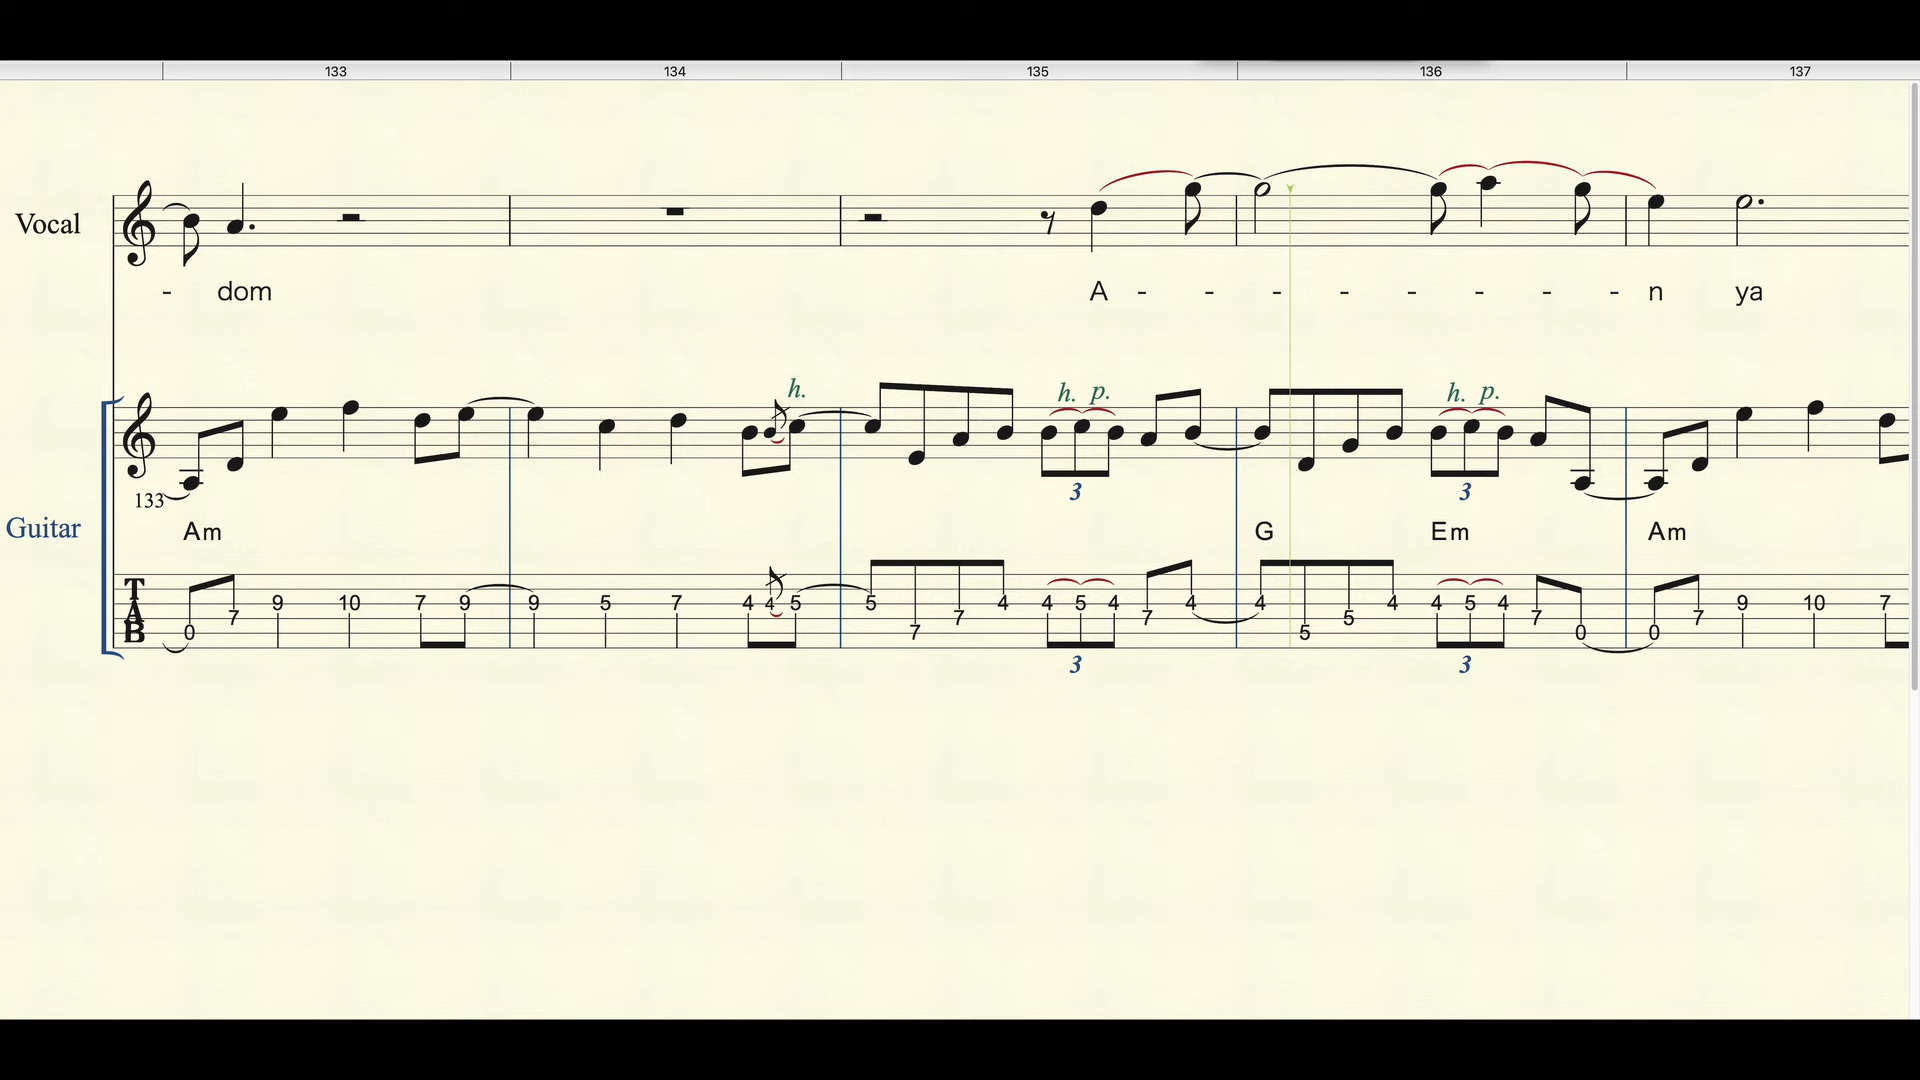 133 134 135 136 137
Vocal
- dom A - - - - - - - - n ya
h. h. p. h. p.
3 3
133
Guitar
Am G Em Am
TAB
0 7 9 10 7 9 9 5 7 4 4 5 5 7 7 4 4 5 4 7 4 4 5 5 4 4 5 4 7 0 0 7 9 10 7
3 3